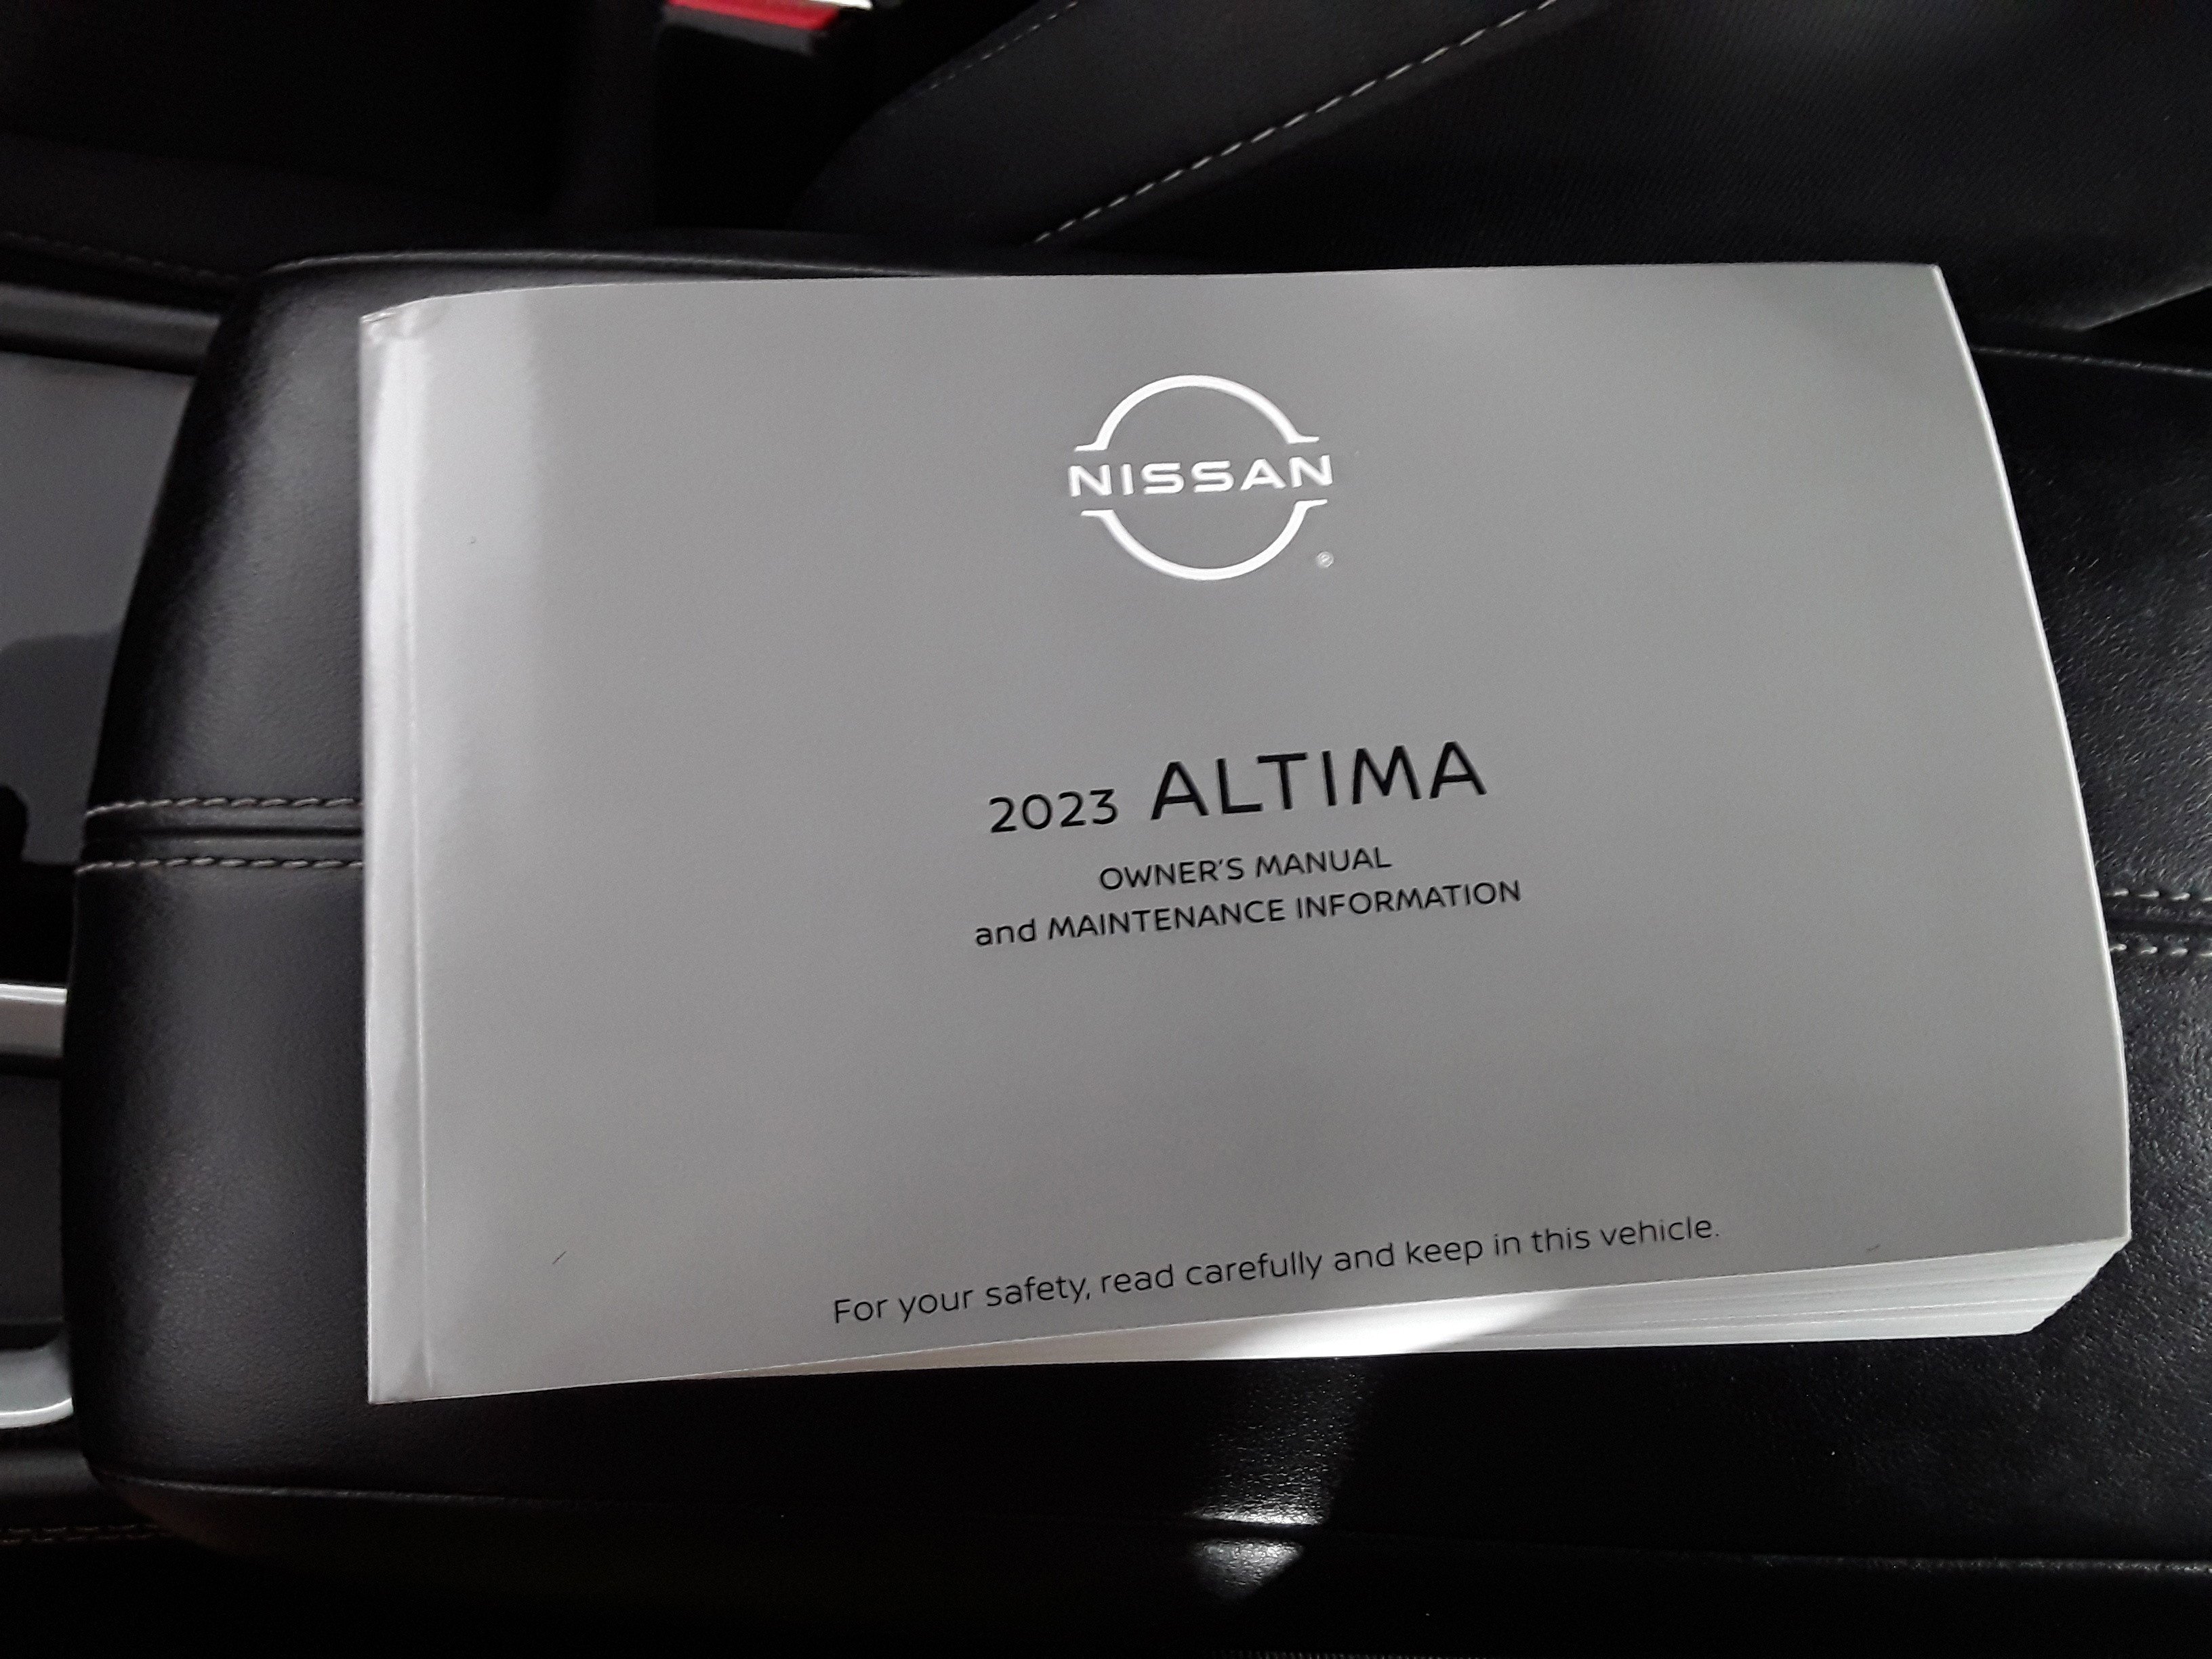 NISSAN
®
2023 ALTIMA
OWNER'S MANUAL
and MAINTENANCE INFORMATION
For your safety, read carefully and keep in this vehicle.